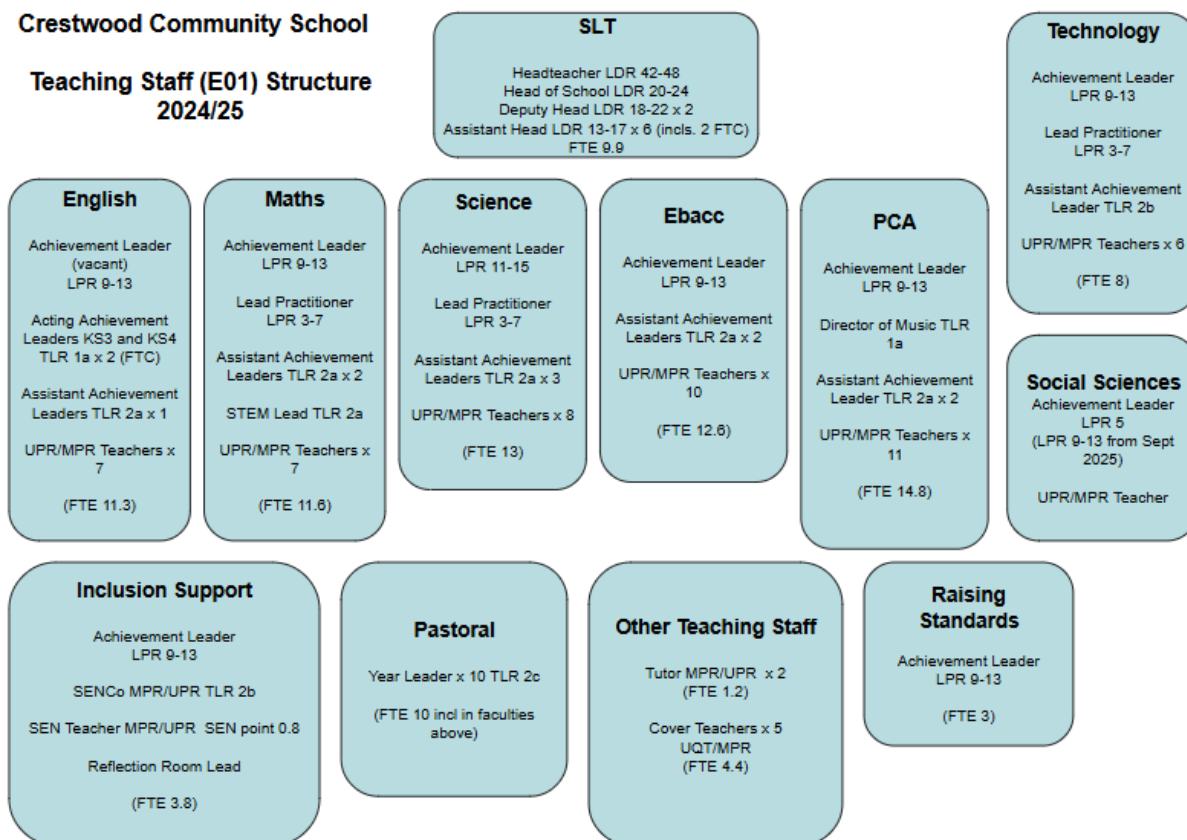 Crestwood Community School
Teaching Staff (E01) Structure
2024/25
SLT
Headteacher LDR 42-48
Head of School LDR 20-24
Deputy Head LDR 18-22 x 2
Assistant Head LDR 13-17 x 6 (incls. 2 FTC)
FTE 9.9
Technology
Achievement Leader
LPR 9-13
Lead Practitioner
LPR 3-7
Assistant Achievement
Leader TLR 2b
UPR/MPR Teachers x 6
(FTE 8)
English
Achievement Leader
(vacant)
LPR 9-13
Acting Achievement
Leaders KS3 and KS4
TLR 1a x 2 (FTC)
Assistant Achievement
Leaders TLR 2a x 1
UPR/MPR Teachers x
7
(FTE 11.3)
Maths
Achievement Leader
LPR 9-13
Lead Practitioner
LPR 3-7
Assistant Achievement
Leaders TLR 2a x 2
STEM Lead TLR 2a
UPR/MPR Teachers x
7
(FTE 11.6)
Science
Achievement Leader
LPR 11-15
Lead Practitioner
LPR 3-7
Assistant Achievement
Leaders TLR 2a x 3
UPR/MPR Teachers x 8
(FTE 13)
Ebacc
Achievement Leader
LPR 9-13
Assistant Achievement
Leaders TLR 2a x 2
UPR/MPR Teachers x
10
(FTE 12.6)
PCA
Achievement Leader
LPR 9-13
Director of Music TLR
1a
Assistant Achievement
Leader TLR 2a x 2
UPR/MPR Teachers x
11
(FTE 14.8)
Social Sciences
Achievement Leader
LPR 5
(LPR 9-13 from Sept
2025)
UPR/MPR Teacher
Inclusion Support
Achievement Leader
LPR 9-13
SENCo MPR/UPR TLR 2b
SEN Teacher MPR/UPR SEN point 0.8
Reflection Room Lead
(FTE 3.8)
Pastoral
Year Leader x 10 TLR 2c
(FTE 10 incl in faculties
above)
Other Teaching Staff
Tutor MPR/UPR x 2
(FTE 1.2)
Cover Teachers x 5
UQT/MPR
(FTE 4.4)
Raising
Standards
Achievement Leader
LPR 9-13
(FTE 3)